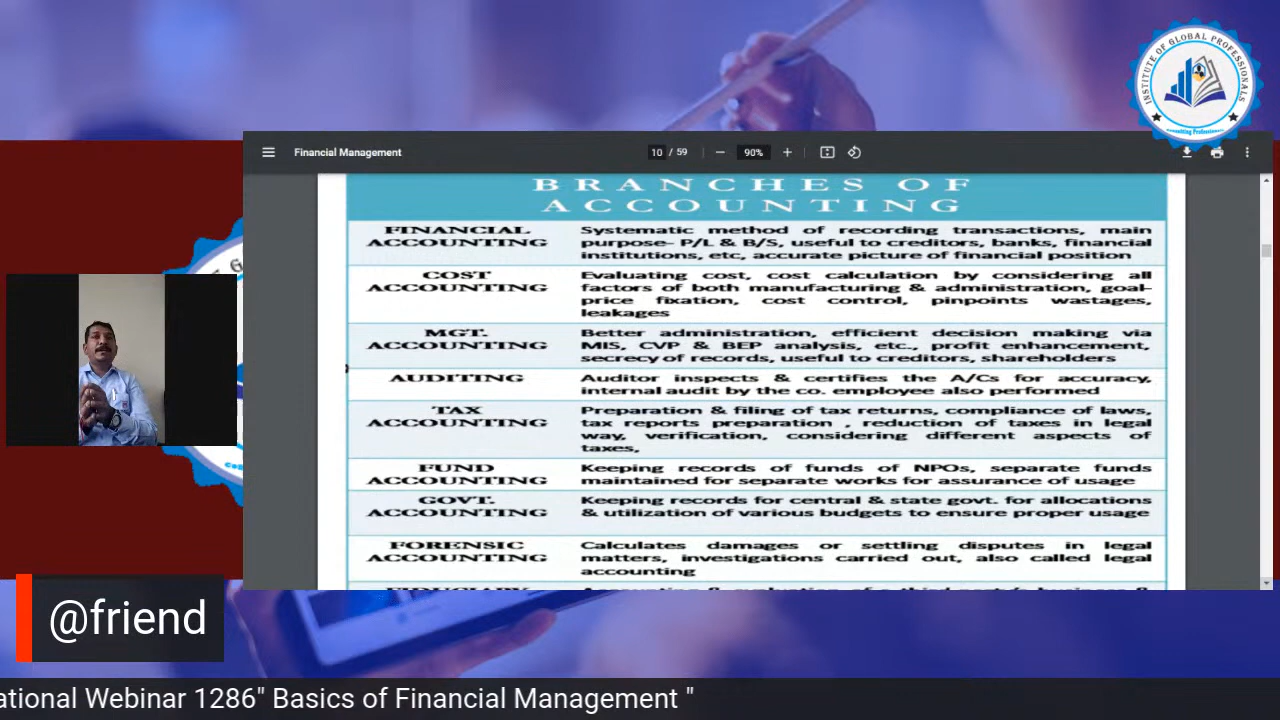 INSTITUTE OF GLOBAL PROFESSIONALS
Connecting Professionals
Financial Management
10 / 59
90%
BRANCHES OF
ACCOUNTING
FINANCIAL
ACCOUNTING
Systematic method of recording transactions, main
purpose- P/L & B/S, useful to creditors, banks, financial
institutions, etc, accurate picture of financial position
COST
ACCOUNTING
Evaluating cost, cost calculation by considering all
factors of both manufacturing & administration, goal-
price fixation, cost control, pinpoints wastages,
leakages
MGT.
ACCOUNTING
Better administration, efficient decision making via
MIS, CVP & BEP analysis, etc., profit enhancement,
secrecy of records, useful to creditors, shareholders
AUDITING
Auditor inspects & certifies the A/Cs for accuracy,
internal audit by the co. employee also performed
TAX
ACCOUNTING
Preparation & filing of tax returns, compliance of laws,
tax reports preparation , reduction of taxes in legal
way, verification, considering different aspects of
taxes,
FUND
ACCOUNTING
Keeping records of funds of NPOs, separate funds
maintained for separate works for assurance of usage
GOVT.
ACCOUNTING
Keeping records for central & state govt. for allocations
& utilization of various budgets to ensure proper usage
FORENSIC
ACCOUNTING
Calculates damages or settling disputes in legal
matters, investigations carried out, also called legal
accounting
@friend
ational Webinar 1286" Basics of Financial Management "